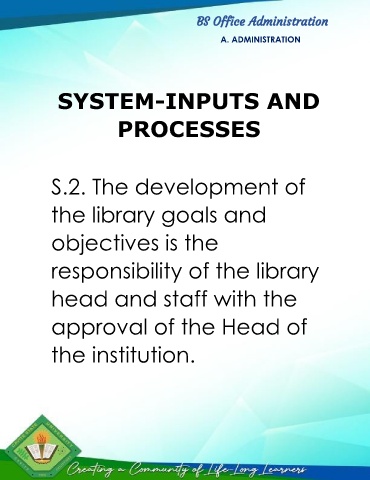 BS Office Administration
A. ADMINISTRATION
SYSTEM-INPUTS AND
PROCESSES
S.2. The development of
the library goals and
objectives is the
responsibility of the library
head and staff with the
approval of the Head of
the institution.
Creating a Community of Life-Long Learners